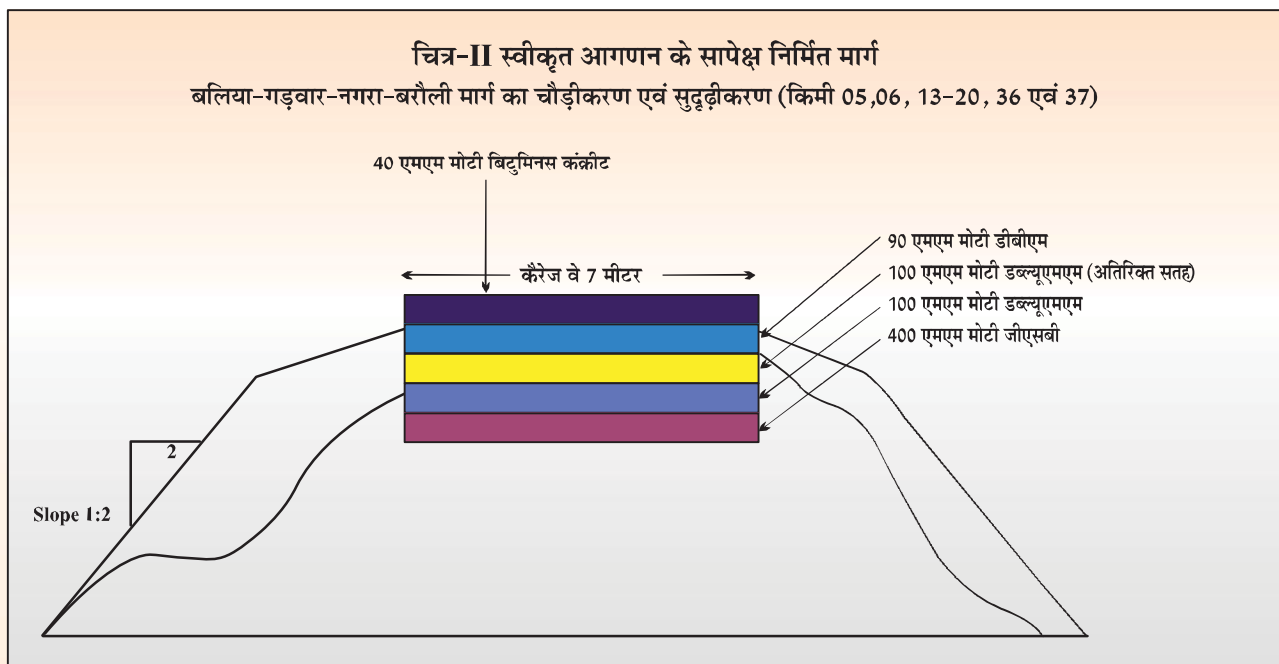 चित्र-II स्वीकृत आगणन के सापेक्ष निर्मित मार्ग
बलिया-गड़वार-नगरा-बरौली मार्ग का चौड़ीकरण एवं सुदृढ़ीकरण (किमी 05,06, 13-20, 36 एवं 37)
40 एमएम मोटी बिटुमिनस कंक्रीट
90 एमएम मोटी डीबीएम
कैरेज वे 7 मीटर
100 एमएम मोटी डब्ल्यूएमएम (अतिरिक्त सतह)
100 एमएम मोटी डब्ल्यूएमएम
400 एमएम मोटी जीएसबी
2
Slope 1:2